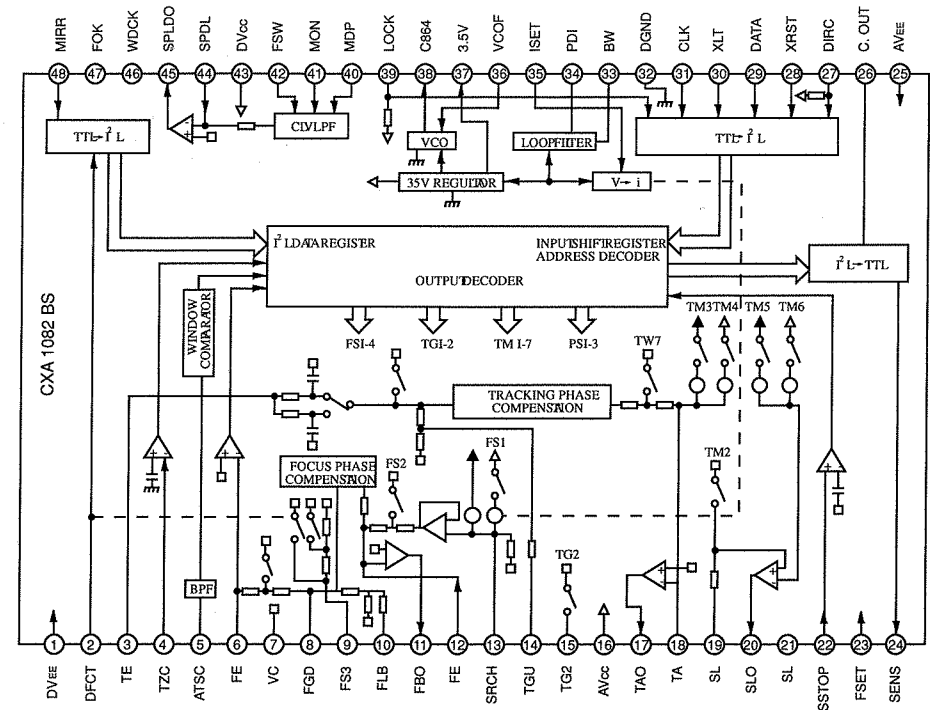 MIRR
FOK
WDCK
SPLDO
SPDL
DVcc
FSW
MON
MDP
LOCK
C864
3.5V
VCOF
ISET
PDI
BW
DGND
CLK
XLT
DATA
XRST
DIRC
C. OUT
AVEE
48
47
46
45
44
43
42
41
40
39
38
37
36
35
34
33
32
31
30
29
28
27
26
25
TTL→I²L
CLVLPF
VCO
LOOPFILTER
TTL→I²L
35V REGULATOR
V→ i
I²LDATAREGISTER
INPUTSHIFTREGISTER
ADDRESS DECODER
OUTPUTDECODER
I²L→TTL
CXA 1082 BS
WINDOW
COMPARATOR
FSI-4
TGI-2
TM I-7
PSI-3
TM3
TM4
TM5
TM6
TW7
TRACKING PHASE
COMPENSATION
FOCUS PHASE
COMPENSATION
FS2
FS1
TM2
BPF
TG2
1
2
3
4
5
6
7
8
9
10
11
12
13
14
15
16
17
18
19
20
21
22
23
24
DVEE
DFCT
TE
TZC
ATSC
FE
VC
FGD
FS3
FLB
FBO
FE
SRCH
TGU
TG2
AVcc
TAO
TA
SL
SLO
SL
SSTOP
FSET
SENS